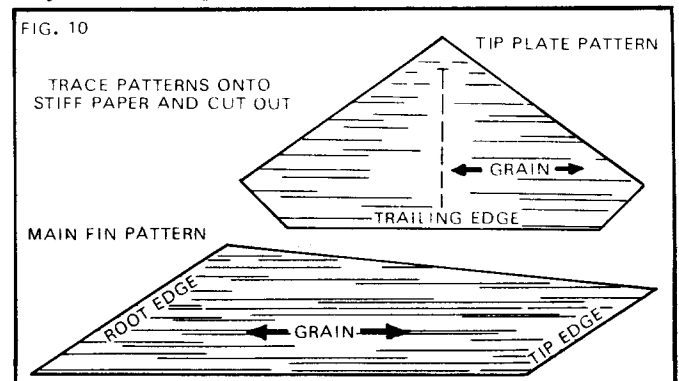 FIG. 10
TIP PLATE PATTERN
TRACE PATTERNS ONTO
STIFF PAPER AND CUT OUT
GRAIN
TRAILING EDGE
MAIN FIN PATTERN
ROOT EDGE
GRAIN
TIP EDGE